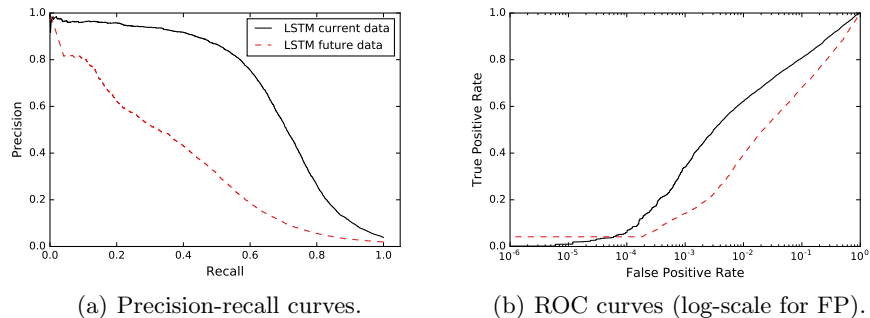 1.0
0.8
0.6
0.4
0.2
0.0
Precision
0.0 0.2 0.4 0.6 0.8 1.0
Recall
LSTM current data
LSTM future data
(a) Precision-recall curves.
1.0
0.8
0.6
0.4
0.2
0.0
True Positive Rate
10⁻⁶ 10⁻⁵ 10⁻⁴ 10⁻³ 10⁻² 10⁻¹ 10⁰
False Positive Rate
(b) ROC curves (log-scale for FP).